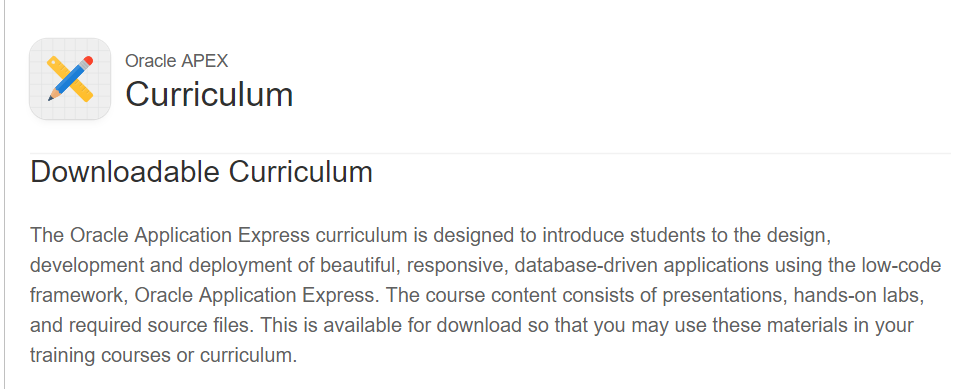 Oracle APEX
Curriculum
Downloadable Curriculum
The Oracle Application Express curriculum is designed to introduce students to the design,
development and deployment of beautiful, responsive, database-driven applications using the low-code
framework, Oracle Application Express. The course content consists of presentations, hands-on labs,
and required source files. This is available for download so that you may use these materials in your
training courses or curriculum.